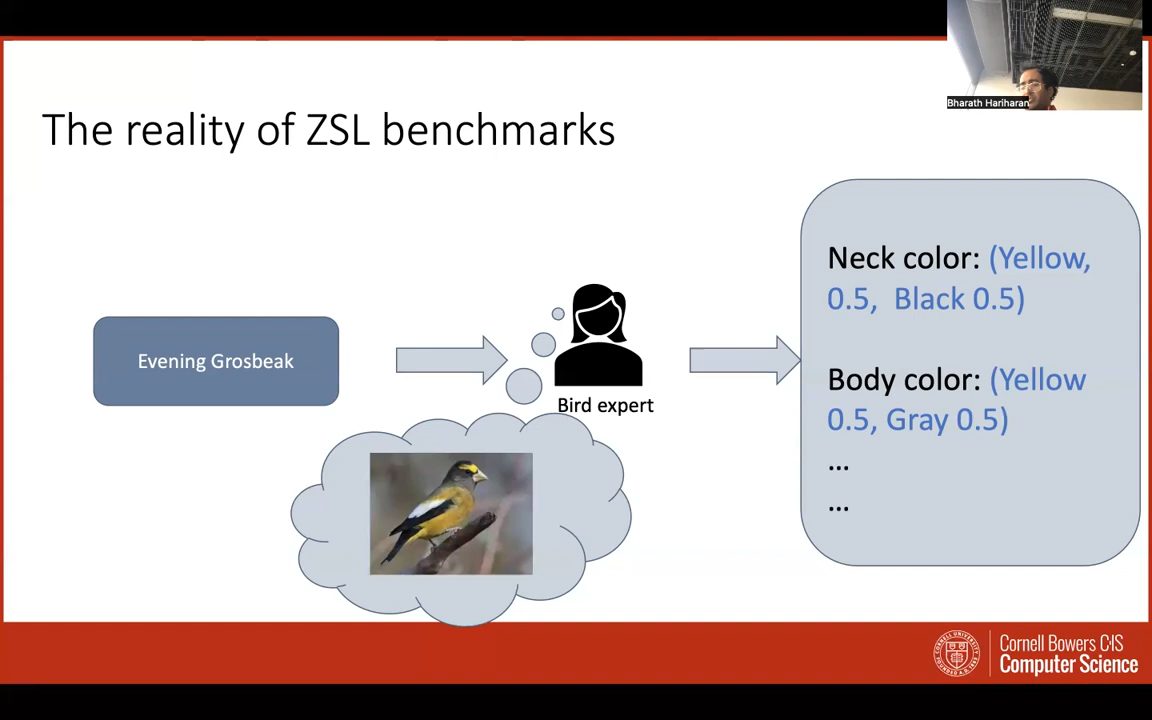 Bharath Hariharan
The reality of ZSL benchmarks
Neck color: (Yellow,
0.5, Black 0.5)
Evening Grosbeak
Body color: (Yellow
0.5, Gray 0.5)
...
...
Bird expert
Cornell Bowers C·IS
Computer Science